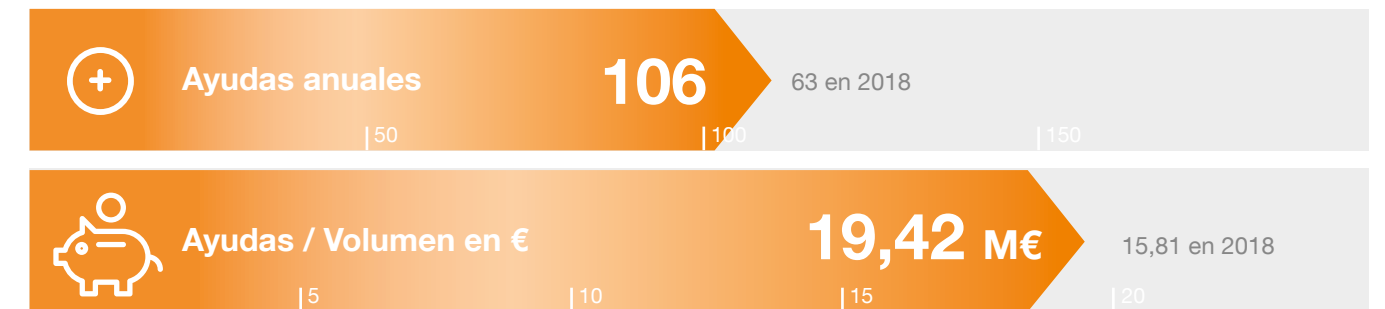 Ayudas anuales 106 63 en 2018
50 100 150
Ayudas / Volumen en € 19,42 M€ 15,81 en 2018
5 10 15 20